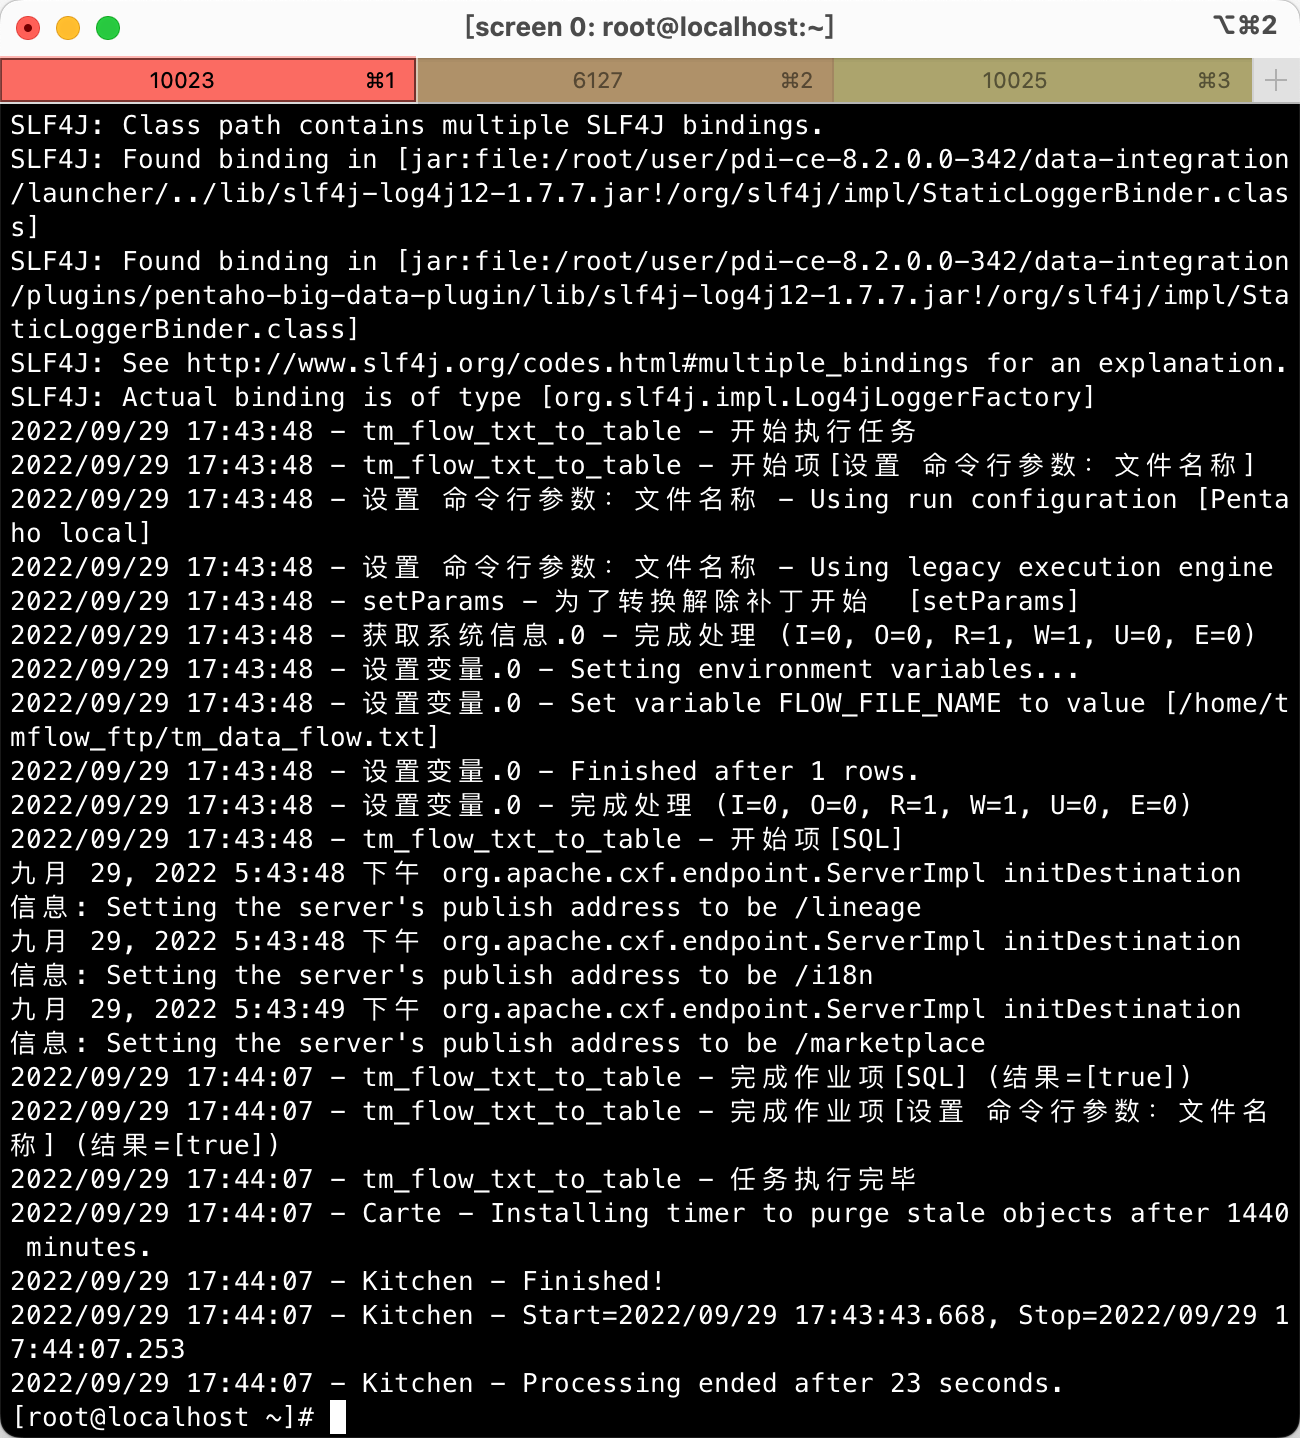 [screen 0: root@localhost:~]
⌥⌘2
10023 ⌘1
6127 ⌘2
10025 ⌘3
SLF4J: Class path contains multiple SLF4J bindings.
SLF4J: Found binding in [jar:file:/root/user/pdi-ce-8.2.0.0-342/data-integration
/launcher/../lib/slf4j-log4j12-1.7.7.jar!/org/slf4j/impl/StaticLoggerBinder.clas
s]
SLF4J: Found binding in [jar:file:/root/user/pdi-ce-8.2.0.0-342/data-integration
/plugins/pentaho-big-data-plugin/lib/slf4j-log4j12-1.7.7.jar!/org/slf4j/impl/Sta
ticLoggerBinder.class]
SLF4J: See http://www.slf4j.org/codes.html#multiple_bindings for an explanation.
SLF4J: Actual binding is of type [org.slf4j.impl.Log4jLoggerFactory]
2022/09/29 17:43:48 - tm_flow_txt_to_table - 开始执行任务
2022/09/29 17:43:48 - tm_flow_txt_to_table - 开始项[设置 命令行参数：文件名称]
2022/09/29 17:43:48 - 设置 命令行参数：文件名称 - Using run configuration [Penta
ho local]
2022/09/29 17:43:48 - 设置 命令行参数：文件名称 - Using legacy execution engine
2022/09/29 17:43:48 - setParams - 为了转换解除补丁开始  [setParams]
2022/09/29 17:43:48 - 获取系统信息.0 - 完成处理 (I=0, O=0, R=1, W=1, U=0, E=0)
2022/09/29 17:43:48 - 设置变量.0 - Setting environment variables...
2022/09/29 17:43:48 - 设置变量.0 - Set variable FLOW_FILE_NAME to value [/home/t
mflow_ftp/tm_data_flow.txt]
2022/09/29 17:43:48 - 设置变量.0 - Finished after 1 rows.
2022/09/29 17:43:48 - 设置变量.0 - 完成处理 (I=0, O=0, R=1, W=1, U=0, E=0)
2022/09/29 17:43:48 - tm_flow_txt_to_table - 开始项[SQL]
九月 29, 2022 5:43:48 下午 org.apache.cxf.endpoint.ServerImpl initDestination
信息: Setting the server's publish address to be /lineage
九月 29, 2022 5:43:48 下午 org.apache.cxf.endpoint.ServerImpl initDestination
信息: Setting the server's publish address to be /i18n
九月 29, 2022 5:43:49 下午 org.apache.cxf.endpoint.ServerImpl initDestination
信息: Setting the server's publish address to be /marketplace
2022/09/29 17:44:07 - tm_flow_txt_to_table - 完成作业项[SQL] (结果=[true])
2022/09/29 17:44:07 - tm_flow_txt_to_table - 完成作业项[设置 命令行参数：文件名
称] (结果=[true])
2022/09/29 17:44:07 - tm_flow_txt_to_table - 任务执行完毕
2022/09/29 17:44:07 - Carte - Installing timer to purge stale objects after 1440
 minutes.
2022/09/29 17:44:07 - Kitchen - Finished!
2022/09/29 17:44:07 - Kitchen - Start=2022/09/29 17:43:43.668, Stop=2022/09/29 1
7:44:07.253
2022/09/29 17:44:07 - Kitchen - Processing ended after 23 seconds.
[root@localhost ~]#